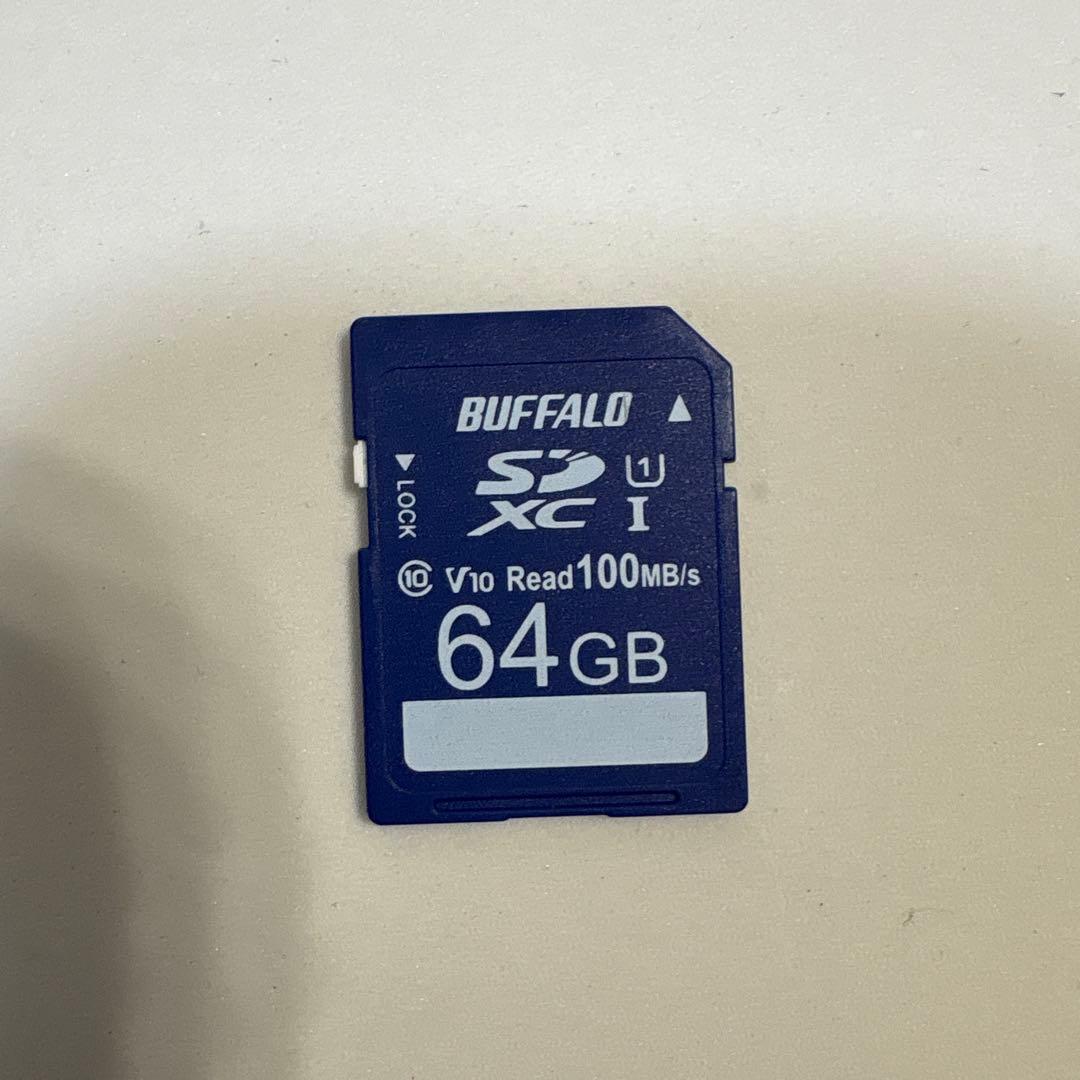 BUFFALO
SD XC
1
I
LOCK
10 V10 Read 100MB/s
64GB